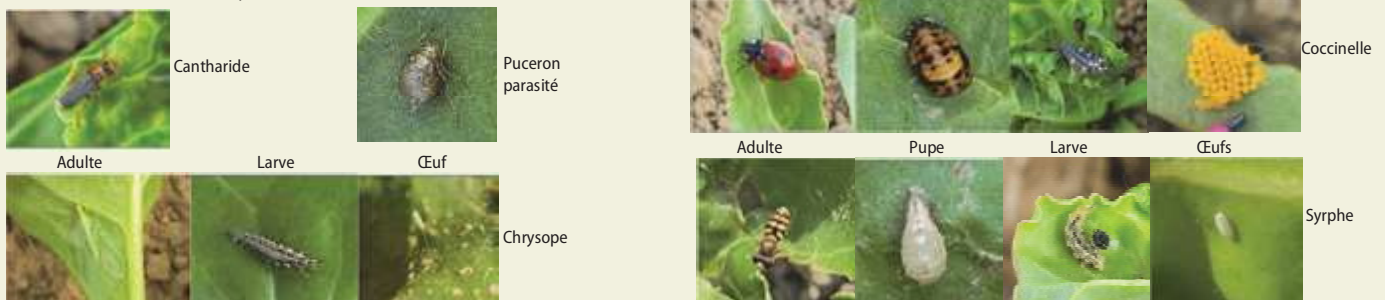 Cantharide
Puceron
parasité
Adulte
Larve
Œuf
Chrysope
Coccinelle
Adulte
Pupe
Larve
Œufs
Syrphe